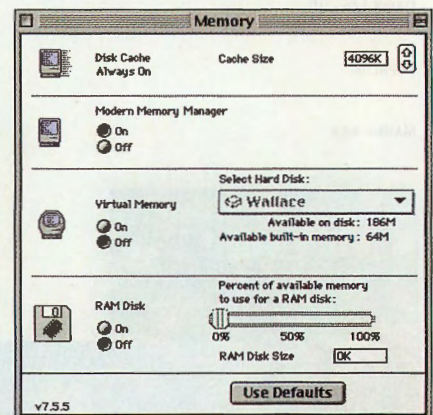 Memory
Disk Cache
Always On
Cache Size
4096K
Modern Memory Manager
On
Off
Select Hard Disk:
Wallace
Virtual Memory
On
Off
Available on disk: 186M
Available built-in memory: 64M
Percent of available memory
to use for a RAM disk:
RAM Disk
On
Off
0% 50% 100%
RAM Disk Size
0K
Use Defaults
v7.5.5